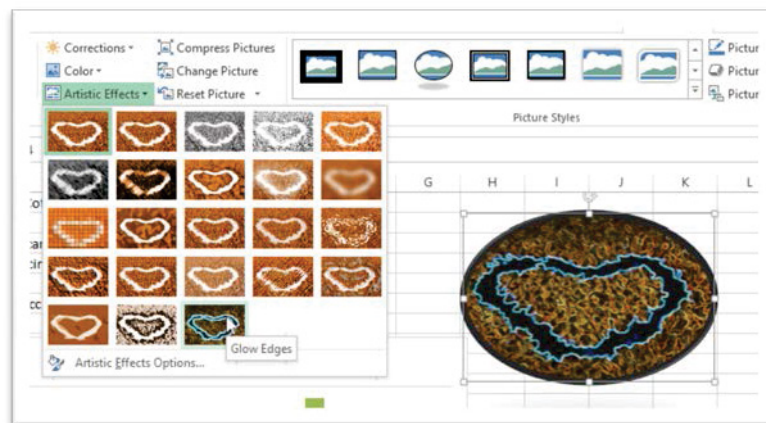 Corrections
Compress Pictures
Color
Change Picture
Artistic Effects
Reset Picture
Pictur
Pictur
Pictur
Picture Styles
G H I J K L
Glow Edges
Artistic Effects Options...